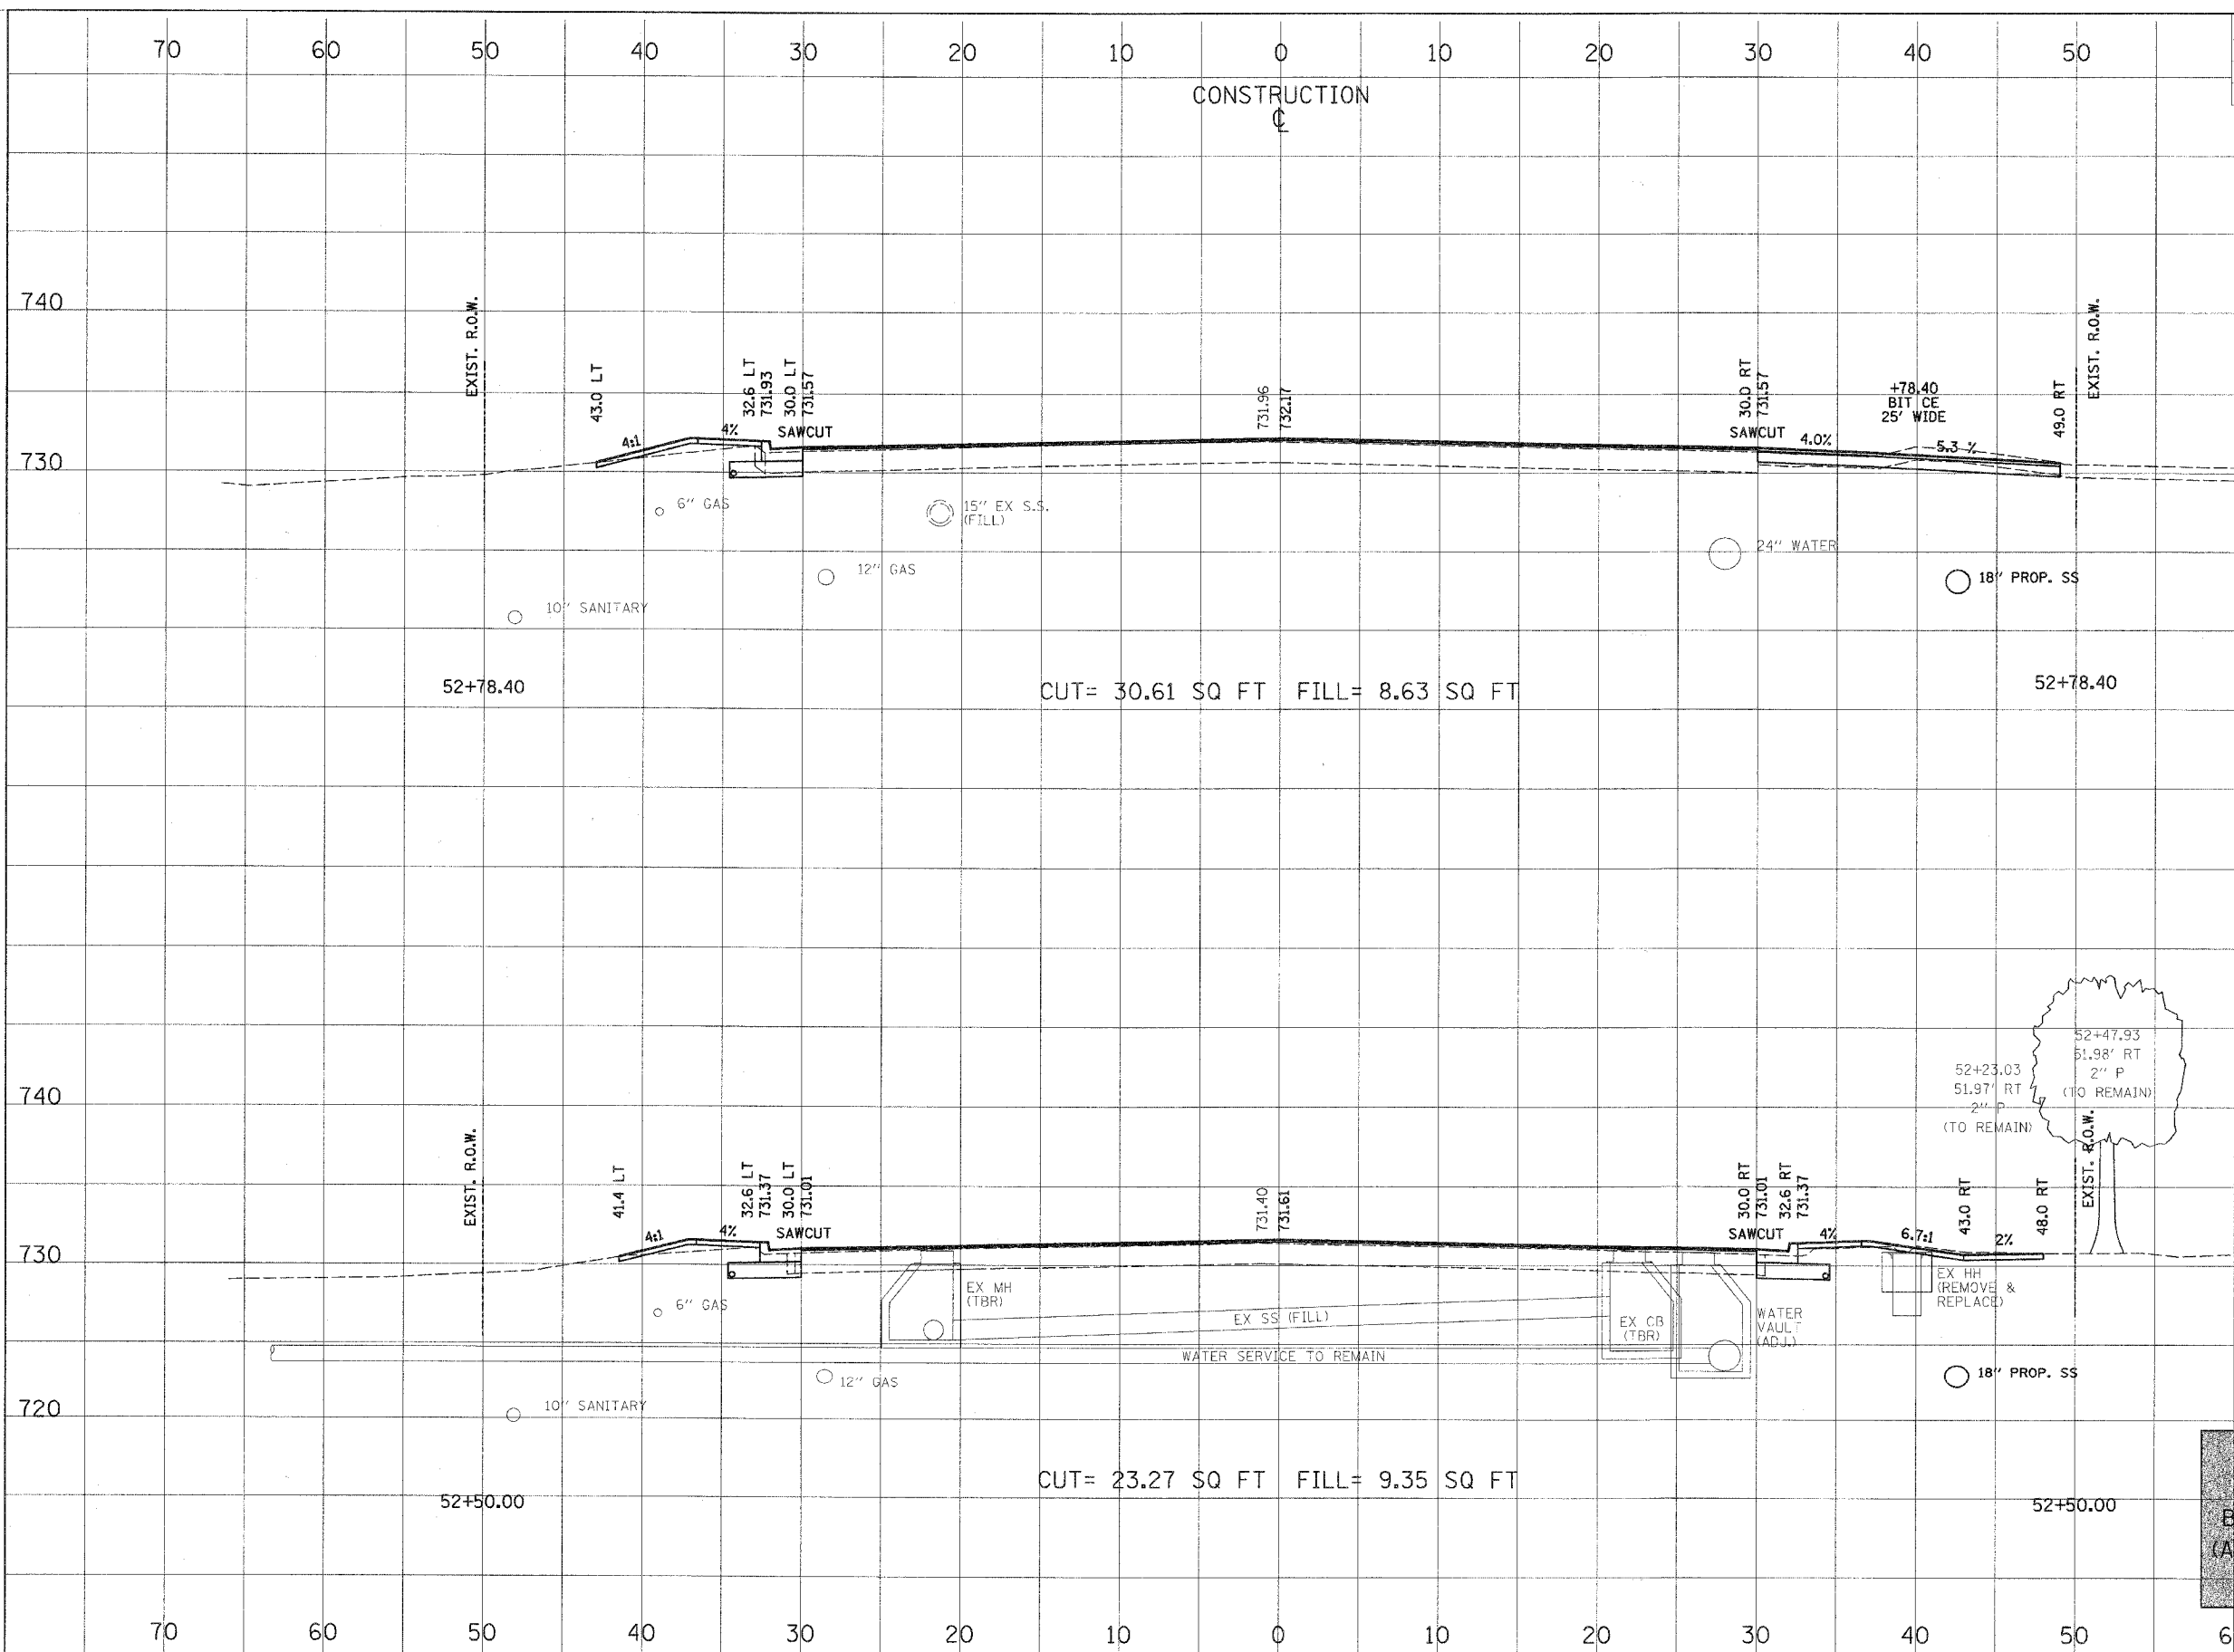 70 60 50 40 30 20 10 0 10 20 30 40 50
CONSTRUCTION
℄
740
EXIST. R.O.W.
43.0 LT
32.6 LT
731.93
30.0 LT
731.57
731.96
732.17
30.0 RT
731.57
+78.40
BIT CE
25' WIDE
49.0 RT
EXIST. R.O.W.
4:1
4%
SAWCUT
SAWCUT
4.0%
5.3 %
730
6" GAS
15" EX S.S.
(FILL)
24" WATER
12" GAS
18" PROP. SS
10" SANITARY
52+78.40
CUT= 30.61 SQ FT FILL= 8.63 SQ FT
52+78.40
52+47.93
51.98' RT
2" P
(TO REMAIN)
52+23.03
51.97' RT
2" P
(TO REMAIN)
740
EXIST. R.O.W.
41.4 LT
32.6 LT
731.37
30.0 LT
731.01
731.40
731.61
30.0 RT
731.01
32.6 RT
731.37
43.0 RT
48.0 RT
EXIST. R.O.W.
4:1
4%
SAWCUT
SAWCUT
4%
6.7:1
2%
730
6" GAS
EX MH
(TBR)
EX SS (FILL)
EX CB
(TBR)
WATER
VAULT
(ADJ.)
EX HH
(REMOVE &
REPLACE)
WATER SERVICE TO REMAIN
12" GAS
18" PROP. SS
720
10" SANITARY
CUT= 23.27 SQ FT FILL= 9.35 SQ FT
52+50.00
52+50.00
70 60 50 40 30 20 10 0 10 20 30 40 50